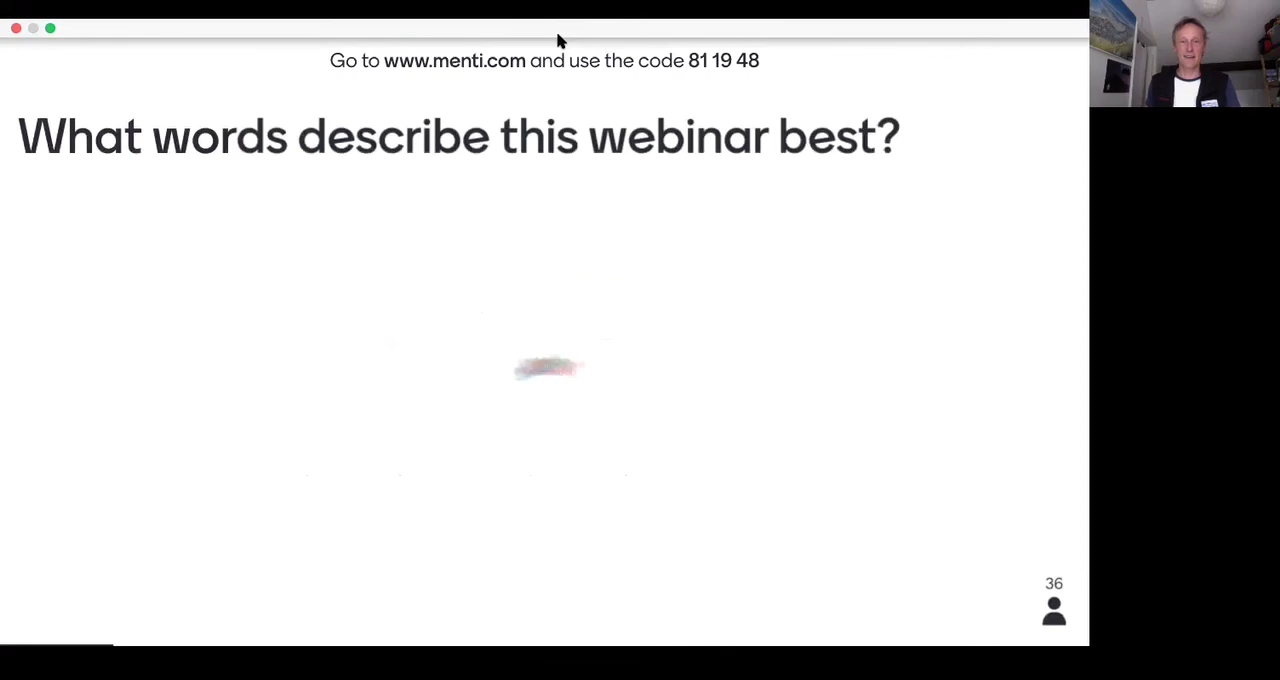 Go to www.menti.com and use the code 81 19 48
What words describe this webinar best?
36